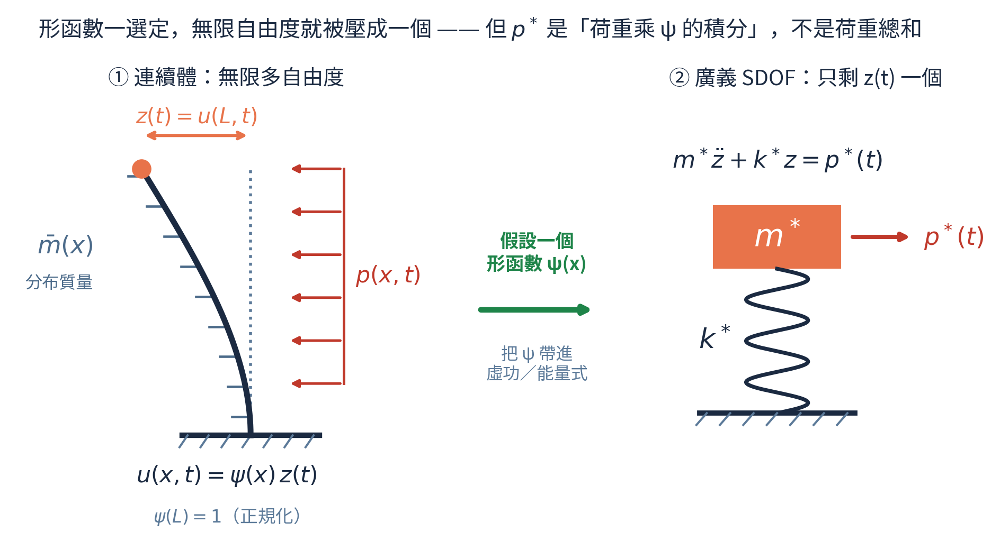 形函數一選定，無限自由度就被壓成一個 —— 但 p* 是「荷重乘 ψ 的積分」，不是荷重總和
① 連續體：無限多自由度
z(t) = u(L, t)
m̄(x)
分布質量
p(x, t)
u(x, t) = ψ(x) z(t)
ψ(L) = 1（正規化）
假設一個
形函數 ψ(x)
把 ψ 帶進
虛功／能量式
② 廣義 SDOF：只剩 z(t) 一個
m* z̈ + k* z = p*(t)
m*
p*(t)
k*